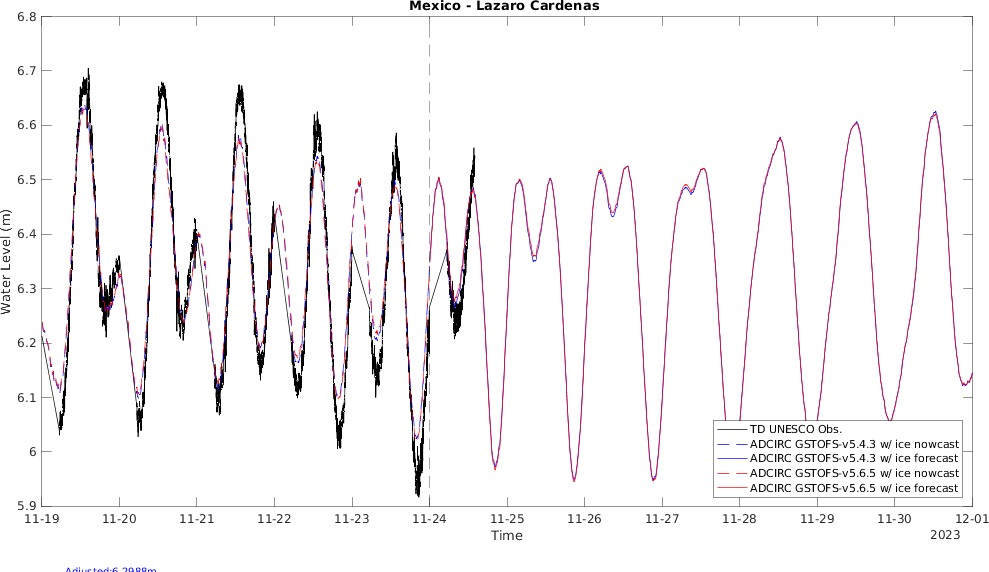 Mexico - Lazaro Cardenas
6.8
6.7
6.6
6.5
6.4
6.3
6.2
6.1
6
5.9
Water Level (m)
11-19
11-20
11-21
11-22
11-23
11-24
11-25
11-26
11-27
11-28
11-29
11-30
12-01
Time
2023
TD UNESCO Obs.
ADCIRC GSTOFS-v5.4.3 w/ ice nowcast
ADCIRC GSTOFS-v5.4.3 w/ ice forecast
ADCIRC GSTOFS-v5.6.5 w/ ice nowcast
ADCIRC GSTOFS-v5.6.5 w/ ice forecast
Adjusted:6.2988m